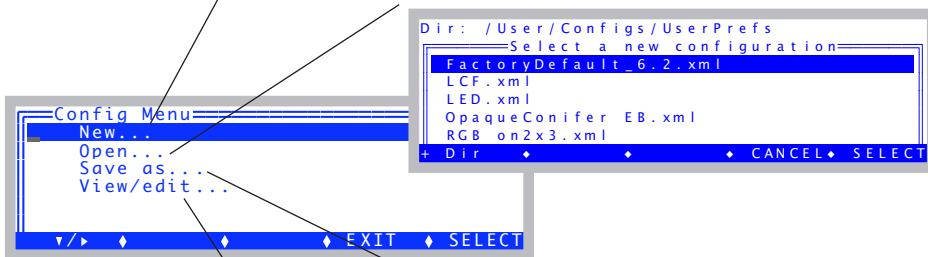 Dir: /User/Configs/UserPrefs
Select a new configuration
FactoryDefault_6.2.xml
LCF.xml
LED.xml
OpaqueConifer EB.xml
RGB on2x3.xml
+ Dir ◆ ◆ ◆ CANCEL◆ SELECT
Config Menu
New...
Open...
Save as...
View/edit...
▼/▶ ◆ ◆ ◆ EXIT ◆ SELECT